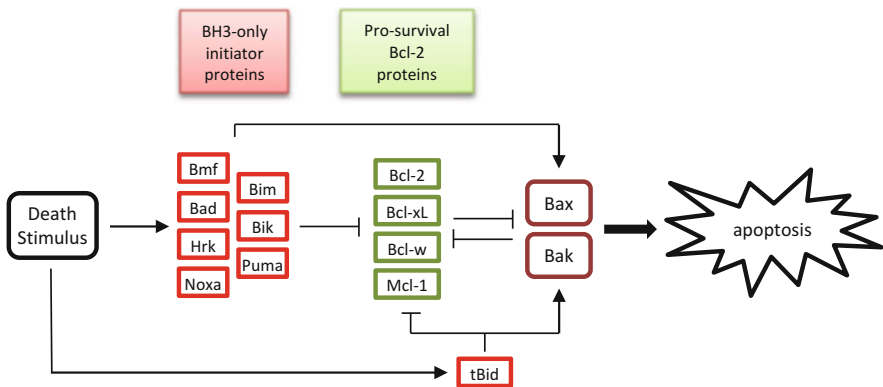 BH3-only
initiator
proteins
Pro-survival
Bcl-2
proteins
Death
Stimulus
Bmf
Bad
Hrk
Noxa
Bim
Bik
Puma
Bcl-2
Bcl-xL
Bcl-w
Mcl-1
Bax
Bak
apoptosis
tBid